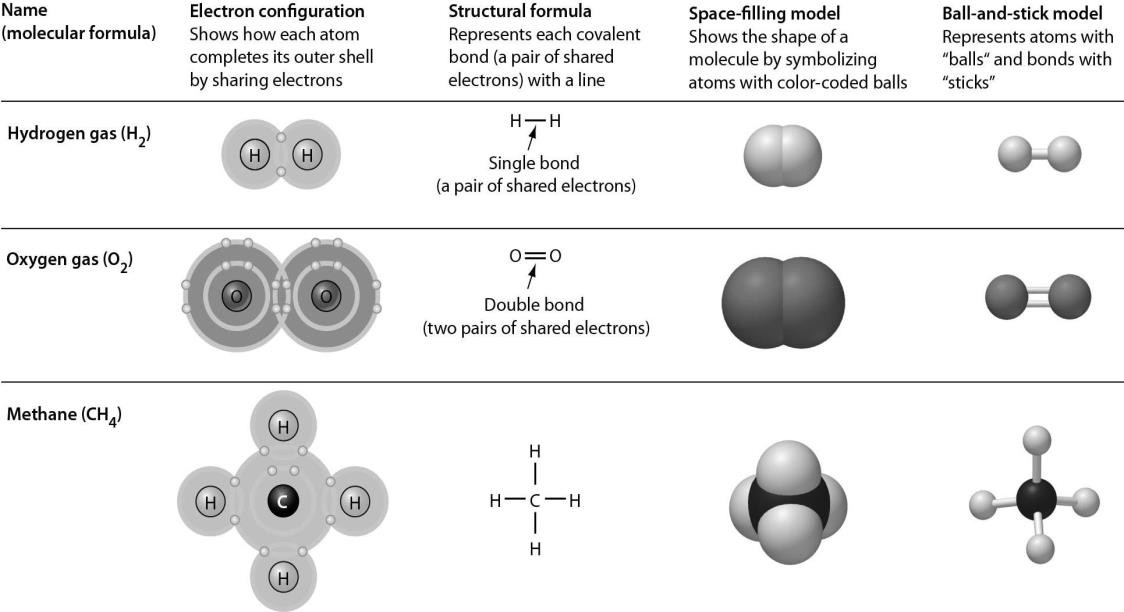 Name
(molecular formula)
Electron configuration
Shows how each atom
completes its outer shell
by sharing electrons
Structural formula
Represents each covalent
bond (a pair of shared
electrons) with a line
Space-filling model
Shows the shape of a
molecule by symbolizing
atoms with color-coded balls
Ball-and-stick model
Represents atoms with
“balls“ and bonds with
“sticks”
Hydrogen gas (H₂)
H H
H—H
Single bond
(a pair of shared electrons)
Oxygen gas (O₂)
O O
O=O
Double bond
(two pairs of shared electrons)
Methane (CH₄)
H
H C H
H
H
H—C—H
H